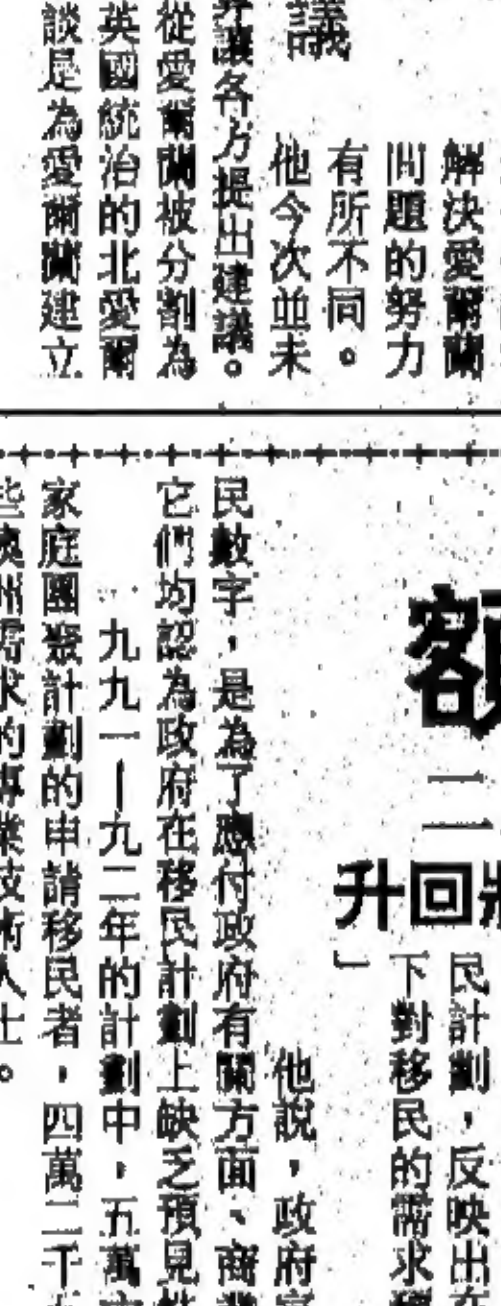 解決愛爾蘭
問題的努力
有所不同。
他今次並未
議
讓各方提出建議。
從愛爾蘭被分割為
英國統治的北愛爾
談是為愛爾蘭建立
額
二
將回升」
民計劃,反映出在
下對移民的需求
他說,政府
民數字,是為了應付政府有關方面、商業
它們均認為政府在移民計劃上缺乏預見性
九九一—九二年的計劃中,五萬
家庭團聚計劃的申請移民者,四萬二千
些澳州需求的專業技術人士。